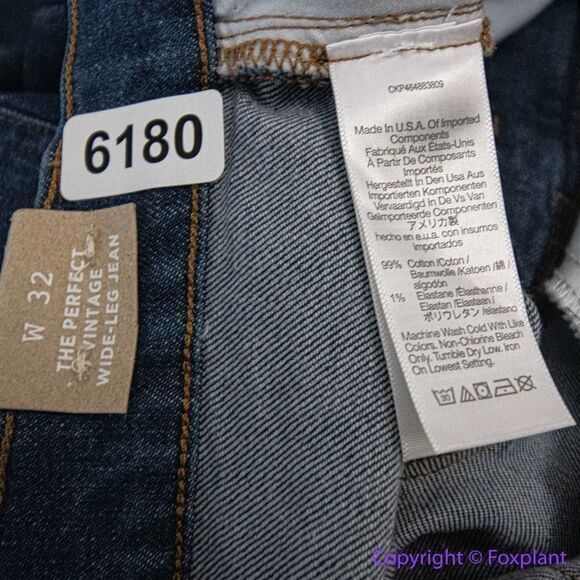 6180
W 32
THE PERFECT
VINTAGE
WIDE-LEG JEAN
CKP484883809
Made In U.S.A. Of Imported
Components
Fabriqué Aux États-Unis
À Partir De Composants
Importés
Hergestellt In Den Usa Aus
Importierten Komponenten
Vervaardigd In De Vs Van
Geïmporteerde Componenten
アメリカ製
hecho en e.u.a. con insumos
importados
99% Cotton /Coton /
Baumwolle /Katoen /綿/
algodón
1% Elastane /Élasthanne /
Elastan /Elastaan /
ポリウレタン /elastano
Machine Wash Cold With Like
Colors. Non-Chlorine Bleach
Only. Tumble Dry Low. Iron
On Lowest Setting.
30
Copyright © Foxplant